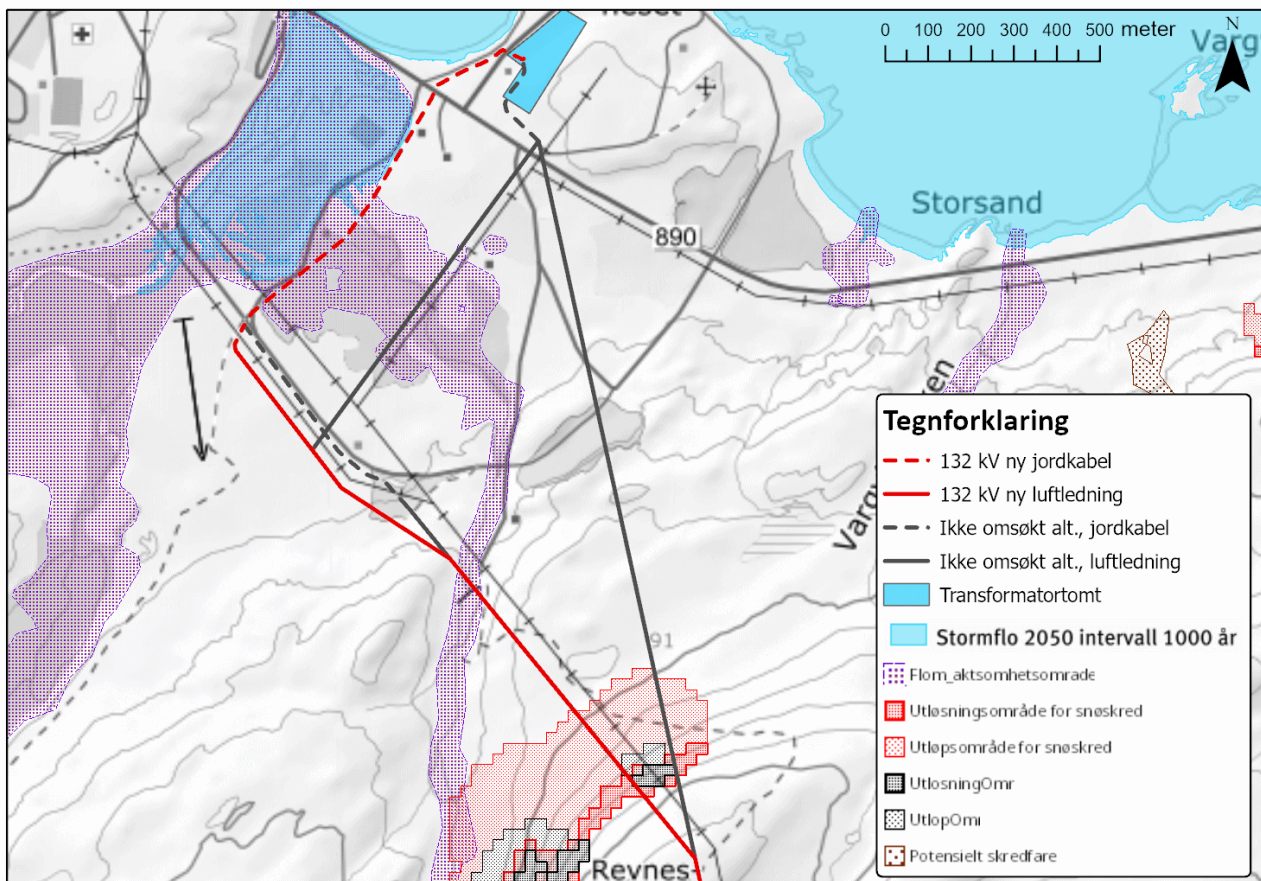 0 100 200 300 400 500 meter
N
Storsand
890
91
Revnes-
Tegnforklaring
132 kV ny jordkabel
132 kV ny luftledning
Ikke omsøkt alt., jordkabel
Ikke omsøkt alt., luftledning
Transformatortomt
Stormflo 2050 intervall 1000 år
Flom_aktsomhetsområde
Utløsningsområde for snøskred
Utløpsområde for snøskred
UtlosningOmr
UtlopOmr
Potensielt skredfare